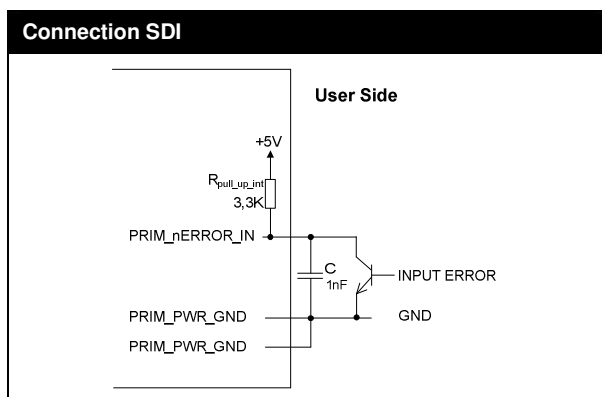 Connection SDI
User Side
+5V
Rpull_up_int
3,3K
PRIM_nERROR_IN
C
1nF
INPUT ERROR
PRIM_PWR_GND
GND
PRIM_PWR_GND